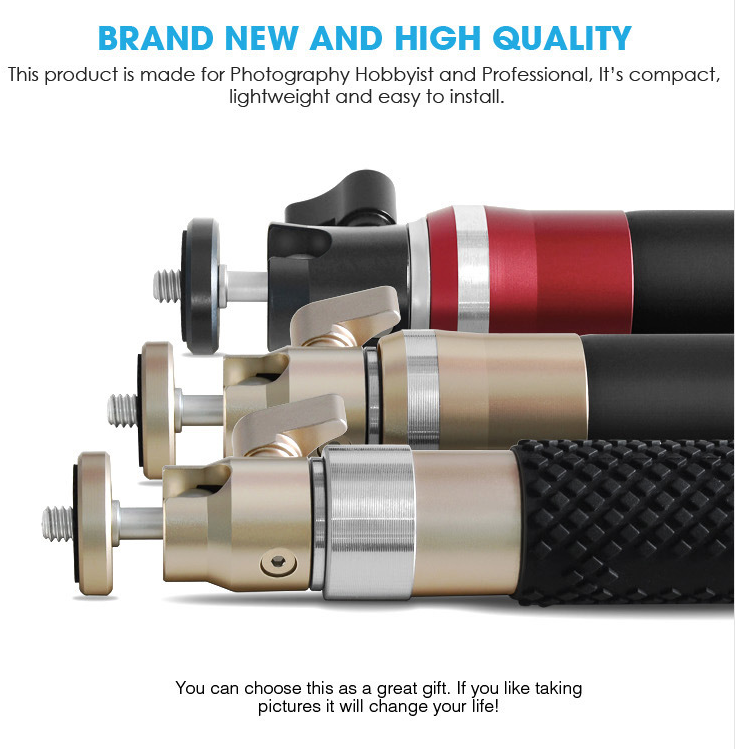 BRAND NEW AND HIGH QUALITY
This product is made for Photography Hobbyist and Professional, It's compact,
lightweight and easy to install.
You can choose this as a great gift. If you like taking
pictures it will change your life!